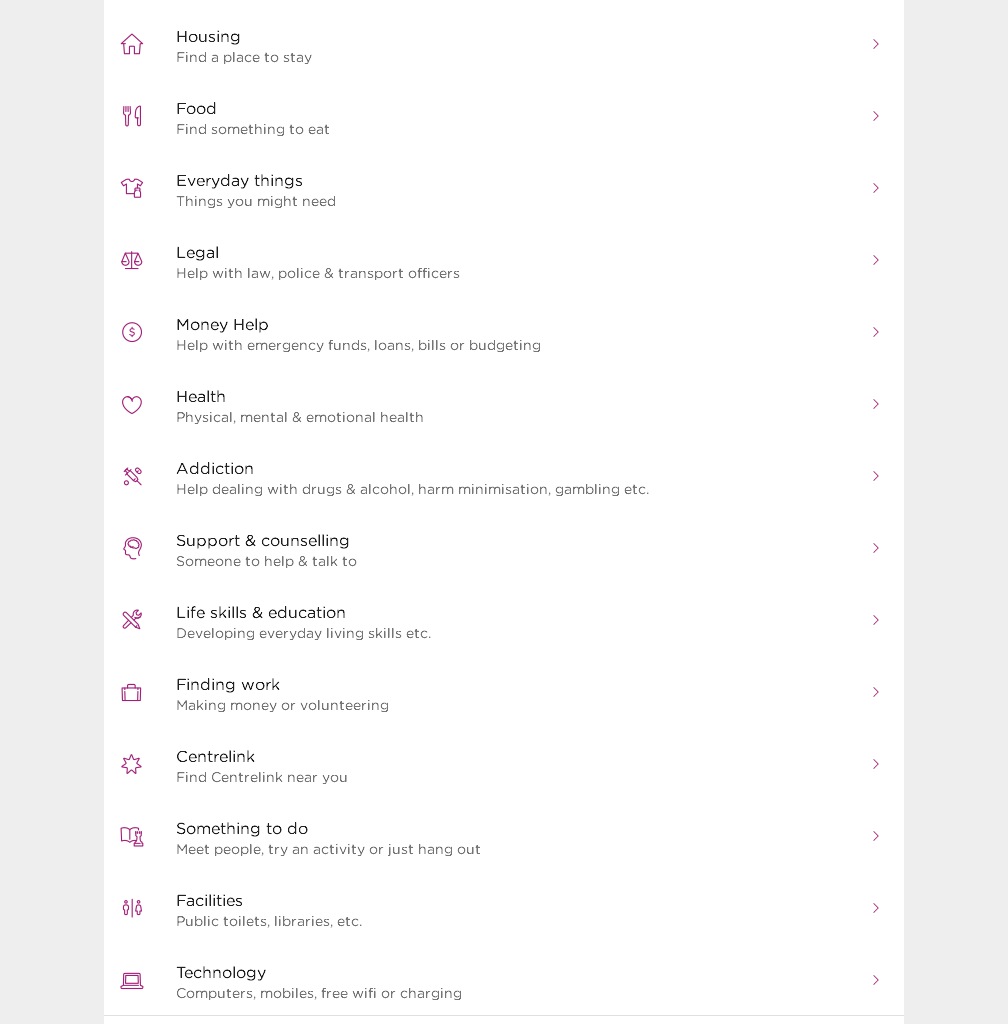 Housing
Find a place to stay
Food
Find something to eat
Everyday things
Things you might need
Legal
Help with law, police & transport officers
Money Help
Help with emergency funds, loans, bills or budgeting
Health
Physical, mental & emotional health
Addiction
Help dealing with drugs & alcohol, harm minimisation, gambling etc.
Support & counselling
Someone to help & talk to
Life skills & education
Developing everyday living skills etc.
Finding work
Making money or volunteering
Centrelink
Find Centrelink near you
Something to do
Meet people, try an activity or just hang out
Facilities
Public toilets, libraries, etc.
Technology
Computers, mobiles, free wifi or charging